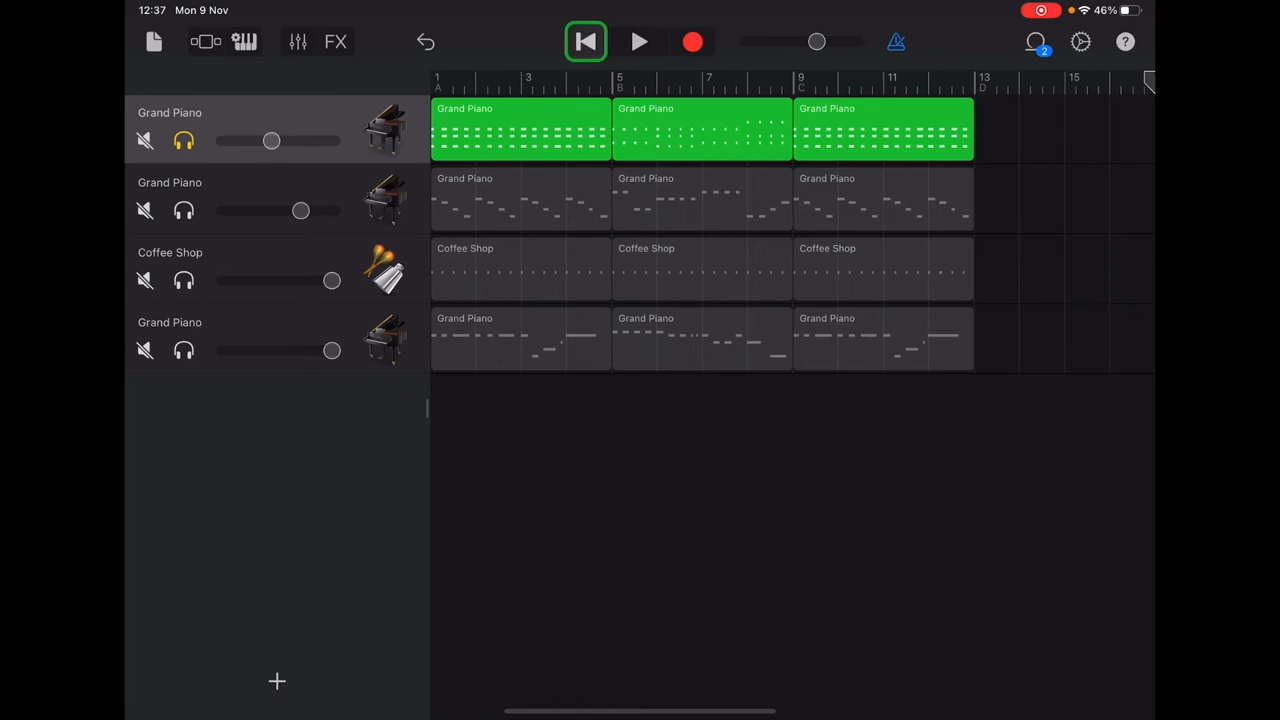 12:37 Mon 9 Nov 46%
FX 2 ?
1 3 5 7 9 11 13 15
A B C D
Grand Piano Grand Piano Grand Piano Grand Piano
Grand Piano Grand Piano Grand Piano Grand Piano
Coffee Shop Coffee Shop Coffee Shop Coffee Shop
Grand Piano Grand Piano Grand Piano Grand Piano